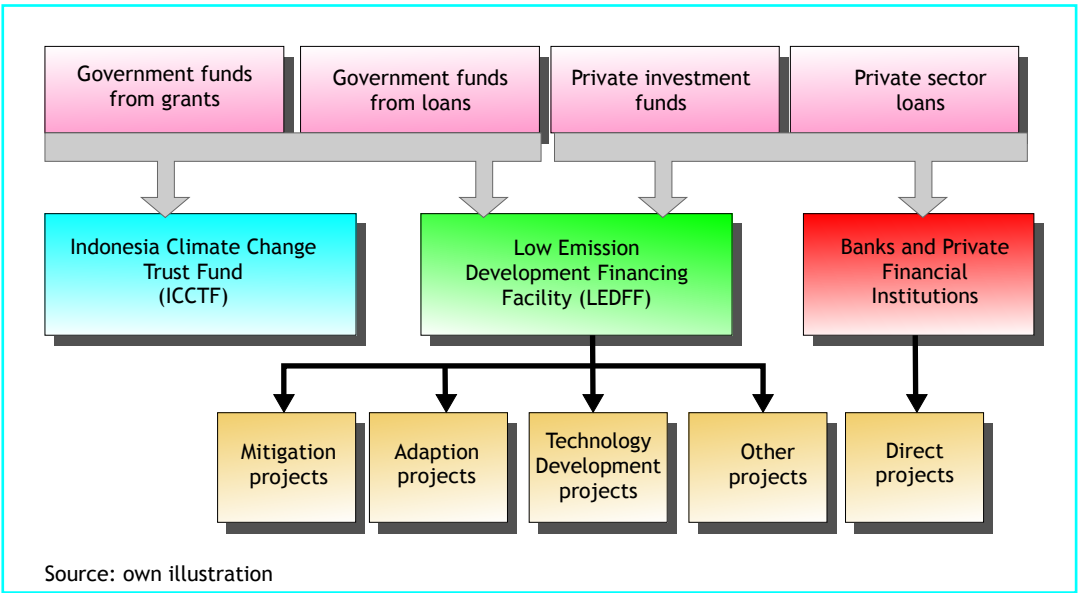 Government funds
from grants
Government funds
from loans
Private investment
funds
Private sector
loans
Indonesia Climate Change
Trust Fund
(ICCTF)
Low Emission
Development Financing
Facility (LEDFF)
Banks and Private
Financial
Institutions
Mitigation
projects
Adaption
projects
Technology
Development
projects
Other
projects
Direct
projects
Source: own illustration